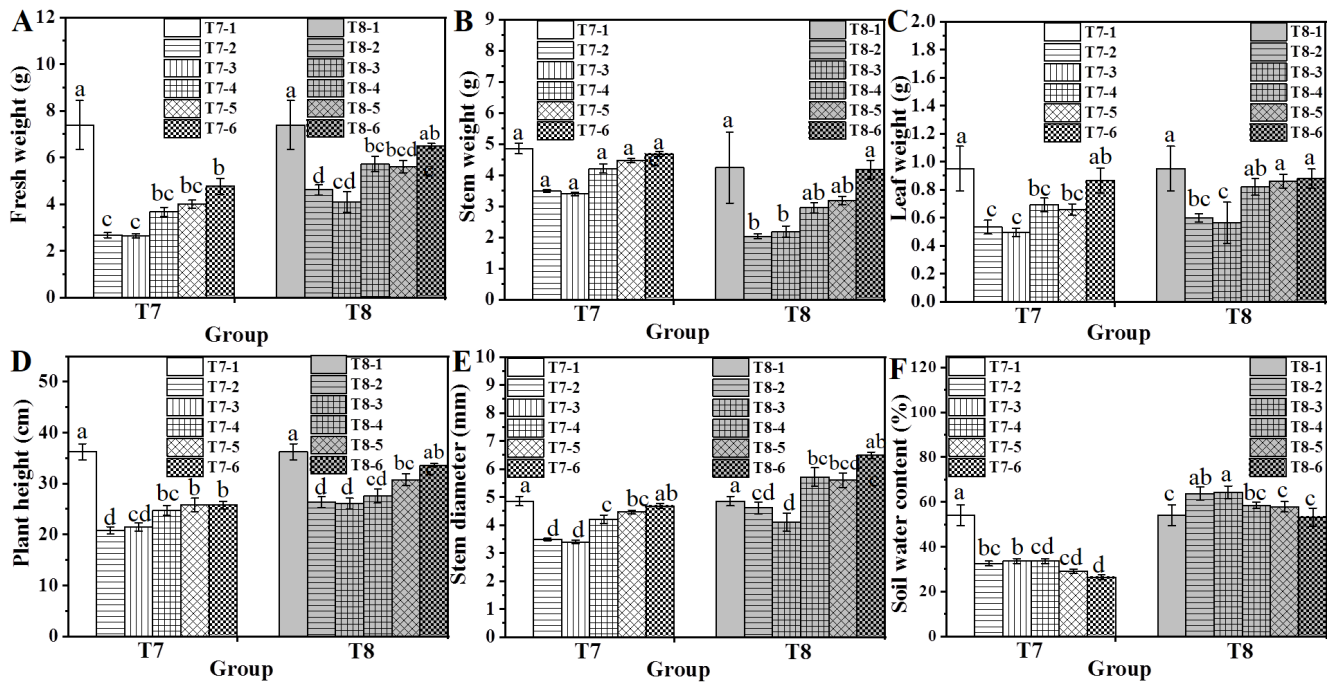 A
Fresh weight (g)
12
10
8
6
4
2
0
T7-1
T7-2
T7-3
T7-4
T7-5
T7-6
T8-1
T8-2
T8-3
T8-4
T8-5
T8-6
a c c bc bc b
a d cd bc bcd ab
T7 T8
Group
B
Stem weight (g)
9
8
7
6
5
4
3
2
1
0
T7-1
T7-2
T7-3
T7-4
T7-5
T7-6
T8-1
T8-2
T8-3
T8-4
T8-5
T8-6
a a a a a a
a b b ab ab a
T7 T8
Group
C
Leaf weight (g)
2.0
1.8
1.6
1.4
1.2
1.0
0.8
0.6
0.4
0.2
0.0
T7-1
T7-2
T7-3
T7-4
T7-5
T7-6
T8-1
T8-2
T8-3
T8-4
T8-5
T8-6
a c c bc bc ab
a bc c ab a a
T7 T8
Group
D
Plant height (cm)
50
40
30
20
10
0
T7-1
T7-2
T7-3
T7-4
T7-5
T7-6
T8-1
T8-2
T8-3
T8-4
T8-5
T8-6
a d cd bc b b
a d d cd bc ab
T7 T8
Group
E
Stem diameter (mm)
10
9
8
7
6
5
4
3
2
1
0
T7-1
T7-2
T7-3
T7-4
T7-5
T7-6
T8-1
T8-2
T8-3
T8-4
T8-5
T8-6
a d d c bc ab
a cd d bc bcd ab
T7 T8
Group
F
Soil water content (%)
120
100
80
60
40
20
0
T7-1
T7-2
T7-3
T7-4
T7-5
T7-6
T8-1
T8-2
T8-3
T8-4
T8-5
T8-6
a bc b cd cd d
c ab a bc c c
T7 T8
Group